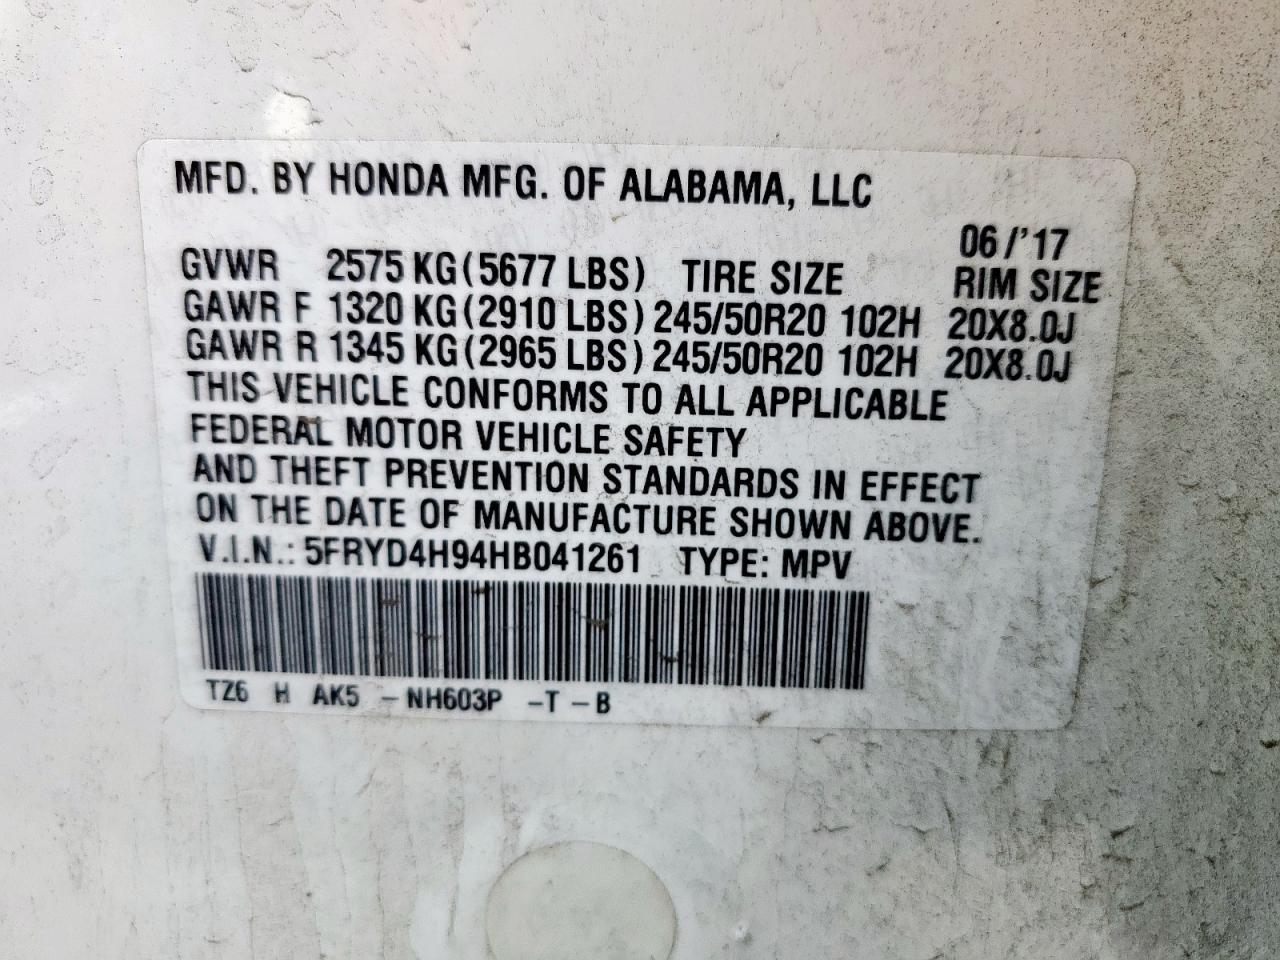 MFD. BY HONDA MFG. OF ALABAMA, LLC
06/'17
GVWR 2575 KG(5677 LBS) TIRE SIZE RIM SIZE
GAWR F 1320 KG(2910 LBS) 245/50R20 102H 20X8.0J
GAWR R 1345 KG(2965 LBS) 245/50R20 102H 20X8.0J
THIS VEHICLE CONFORMS TO ALL APPLICABLE
FEDERAL MOTOR VEHICLE SAFETY
AND THEFT PREVENTION STANDARDS IN EFFECT
ON THE DATE OF MANUFACTURE SHOWN ABOVE.
V.I.N.: 5FRYD4H94HB041261 TYPE: MPV
TZ6 H AK5 -NH603P -T -B